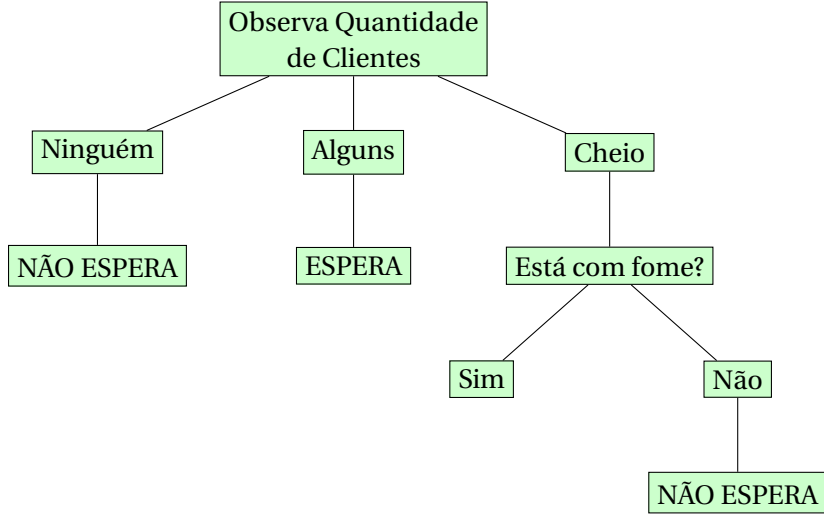 Observa Quantidade
de Clientes
Ninguém
Alguns
Cheio
NÃO ESPERA
ESPERA
Está com fome?
Sim
Não
NÃO ESPERA